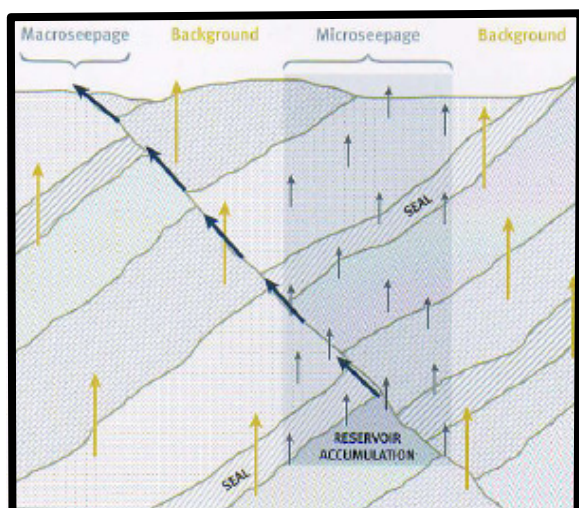 Macroseepage Background Microseepage Background
SEAL
RESERVOIR
ACCUMULATION
SEAL